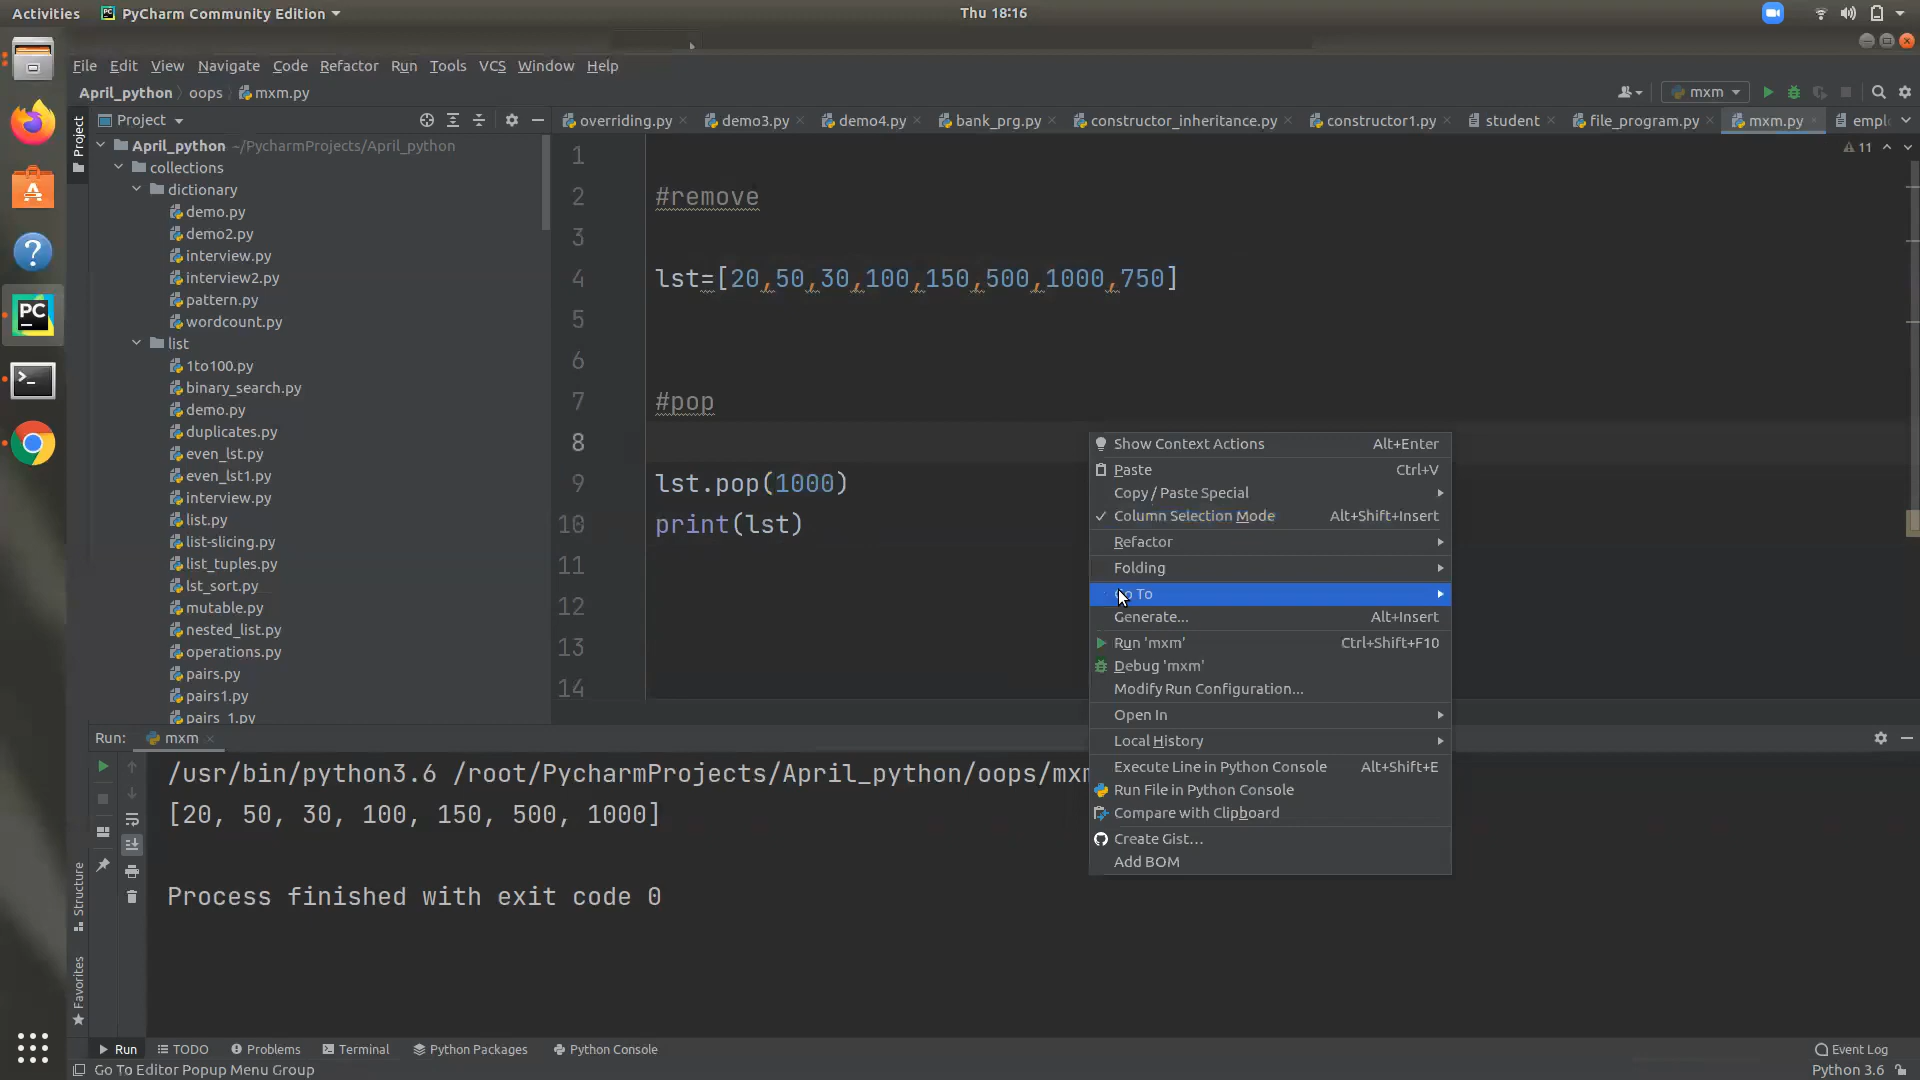 Activities
PyCharm Community Edition
Thu 18:16
File Edit View Navigate Code Refactor Run Tools VCS Window Help
April_python oops mxm.py
mxm
Project
overriding.py
demo3.py
demo4.py
bank_prg.py
constructor_inheritance.py
constructor1.py
student
file_program.py
mxm.py
empl
Project
April_python ~/PycharmProjects/April_python
collections
dictionary
demo.py
demo2.py
interview.py
interview2.py
pattern.py
wordcount.py
list
1to100.py
binary_search.py
demo.py
duplicates.py
even_lst.py
even_lst1.py
interview.py
list.py
list-slicing.py
list_tuples.py
lst_sort.py
mutable.py
nested_list.py
operations.py
pairs.py
pairs1.py
pairs_1.py
11
1
2 #remove
3
4 lst=[20,50,30,100,150,500,1000,750]
5
6
7 #pop
8
9 lst.pop(1000)
10 print(lst)
11
12
13
14
Show Context Actions Alt+Enter
Paste Ctrl+V
Copy / Paste Special
Column Selection Mode Alt+Shift+Insert
Refactor
Folding
Go To
Generate... Alt+Insert
Run 'mxm' Ctrl+Shift+F10
Debug 'mxm'
Modify Run Configuration...
Open In
Local History
Execute Line in Python Console Alt+Shift+E
Run File in Python Console
Compare with Clipboard
Create Gist...
Add BOM
Run: mxm
/usr/bin/python3.6 /root/PycharmProjects/April_python/oops/mxm
[20, 50, 30, 100, 150, 500, 1000]
Process finished with exit code 0
Structure
Favorites
Run TODO Problems Terminal Python Packages Python Console
Event Log
Go To Editor Popup Menu Group
Python 3.6